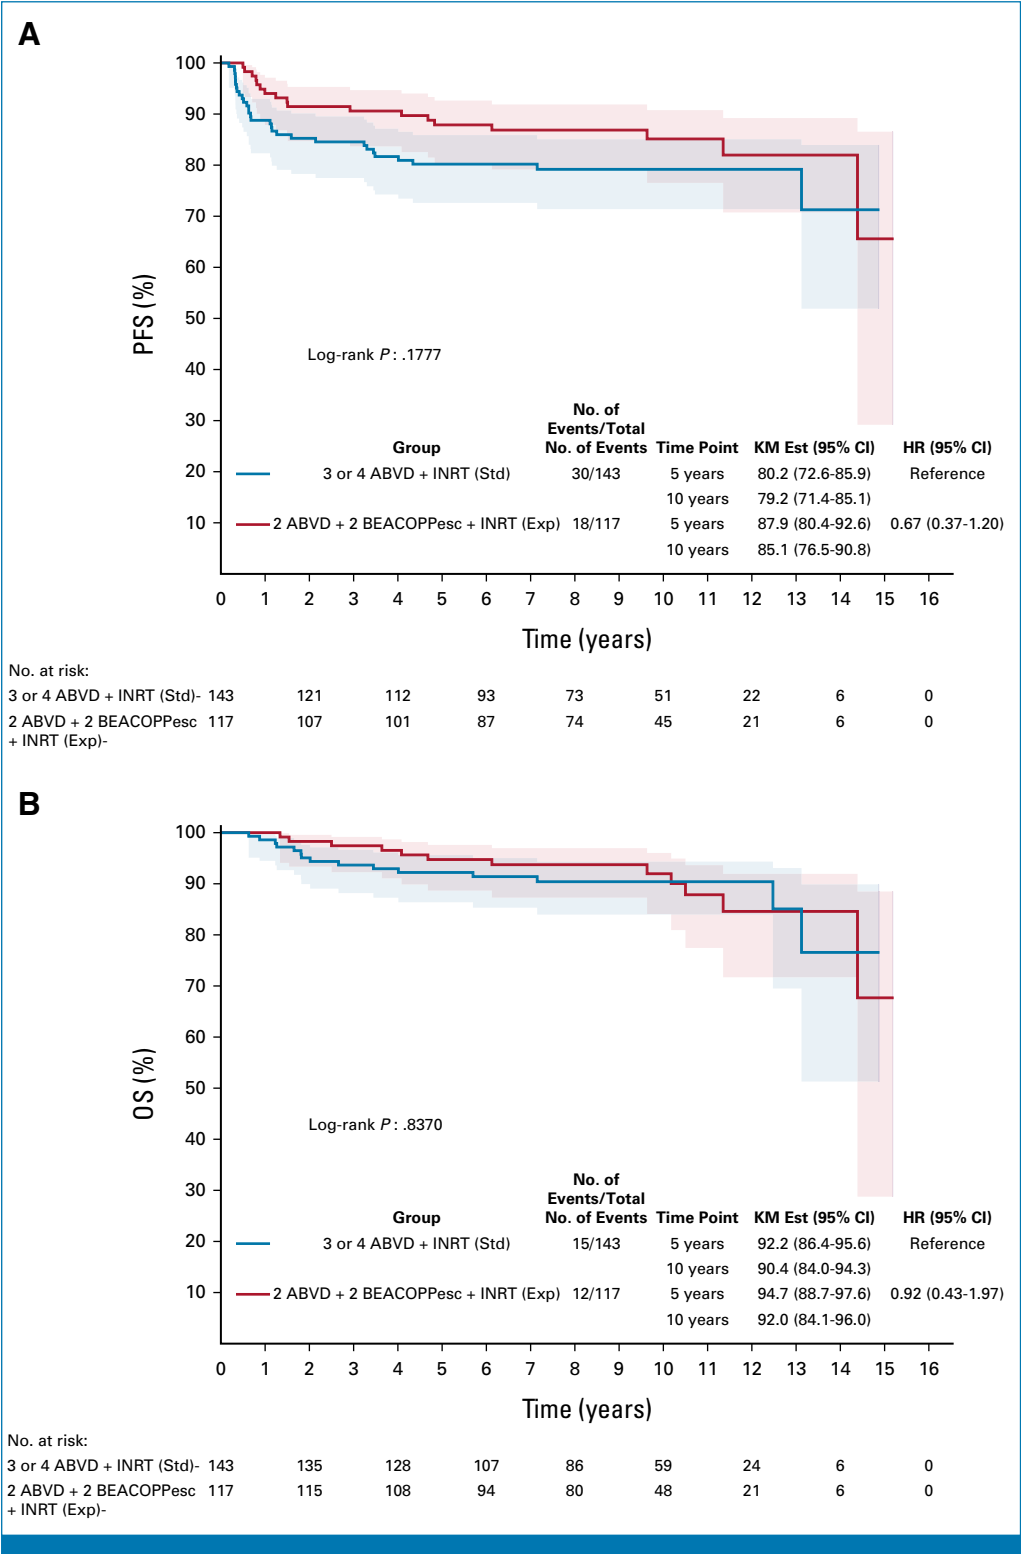 A
100
90
80
70
60
50
40
30
20
10
PFS (%)
Log-rank P: .1777
No. of
Events/Total
Group No. of Events Time Point KM Est (95% CI) HR (95% CI)
3 or 4 ABVD + INRT (Std) 30/143 5 years 80.2 (72.6-85.9) Reference
10 years 79.2 (71.4-85.1)
2 ABVD + 2 BEACOPPesc + INRT (Exp) 18/117 5 years 87.9 (80.4-92.6) 0.67 (0.37-1.20)
10 years 85.1 (76.5-90.8)
0 1 2 3 4 5 6 7 8 9 10 11 12 13 14 15 16
Time (years)
No. at risk:
3 or 4 ABVD + INRT (Std)- 143 121 112 93 73 51 22 6 0
2 ABVD + 2 BEACOPPesc 117 107 101 87 74 45 21 6 0
+ INRT (Exp)-
B
100
90
80
70
60
50
40
30
20
10
OS (%)
Log-rank P: .8370
No. of
Events/Total
Group No. of Events Time Point KM Est (95% CI) HR (95% CI)
3 or 4 ABVD + INRT (Std) 15/143 5 years 92.2 (86.4-95.6) Reference
10 years 90.4 (84.0-94.3)
2 ABVD + 2 BEACOPPesc + INRT (Exp) 12/117 5 years 94.7 (88.7-97.6) 0.92 (0.43-1.97)
10 years 92.0 (84.1-96.0)
0 1 2 3 4 5 6 7 8 9 10 11 12 13 14 15 16
Time (years)
No. at risk:
3 or 4 ABVD + INRT (Std)- 143 135 128 107 86 59 24 6 0
2 ABVD + 2 BEACOPPesc 117 115 108 94 80 48 21 6 0
+ INRT (Exp)-